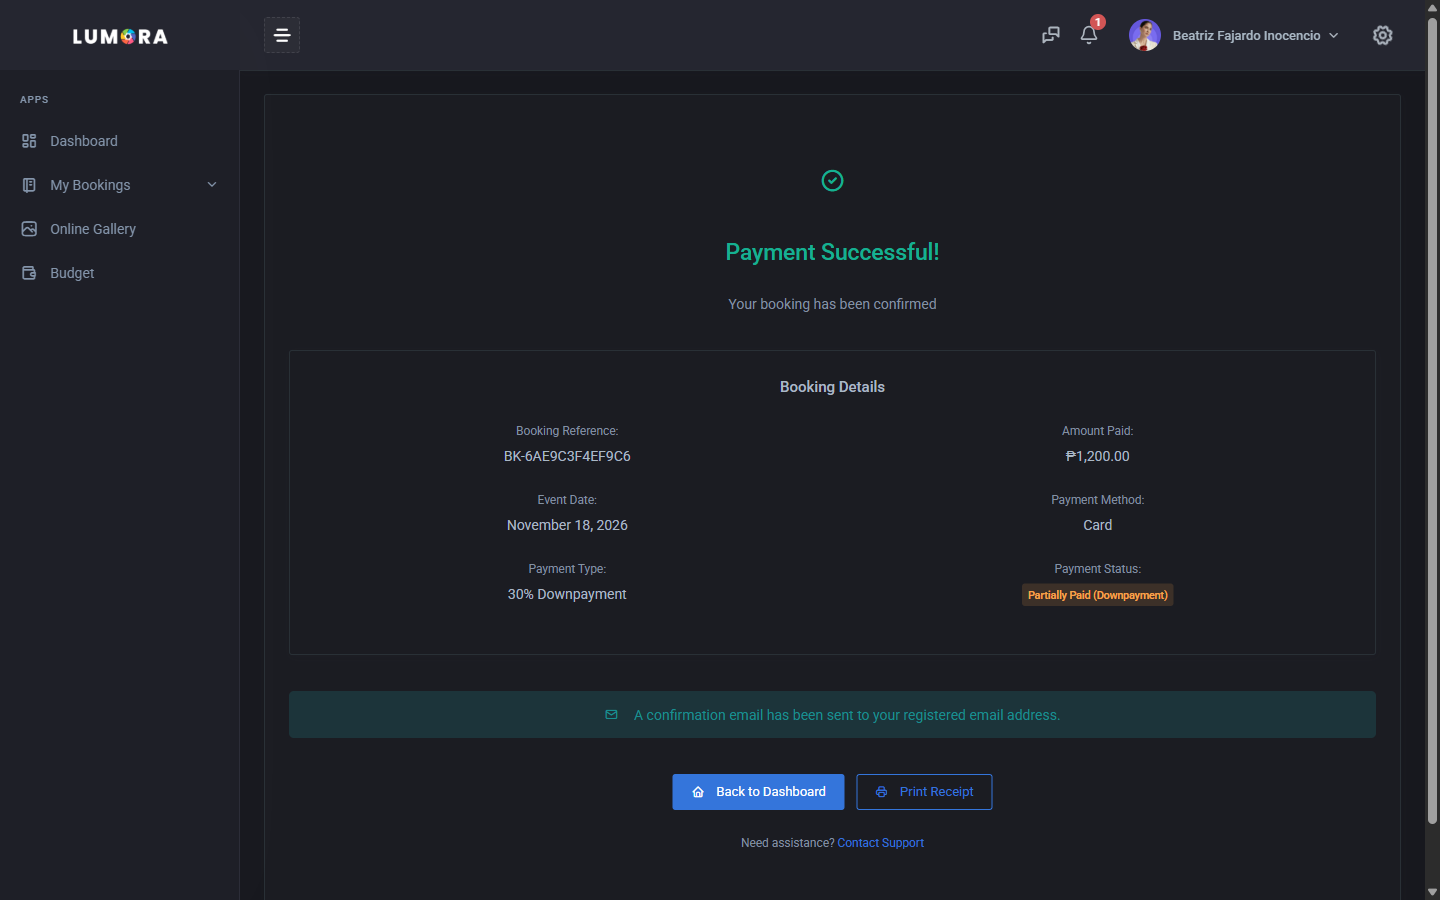 LUMORA
1
Beatriz Fajardo Inocencio
APPS
Dashboard
My Bookings
Online Gallery
Budget
Payment Successful!
Your booking has been confirmed
Booking Details
Booking Reference:
BK-6AE9C3F4EF9C6
Amount Paid:
₱1,200.00
Event Date:
November 18, 2026
Payment Method:
Card
Payment Type:
30% Downpayment
Payment Status:
Partially Paid (Downpayment)
A confirmation email has been sent to your registered email address.
Back to Dashboard
Print Receipt
Need assistance? Contact Support